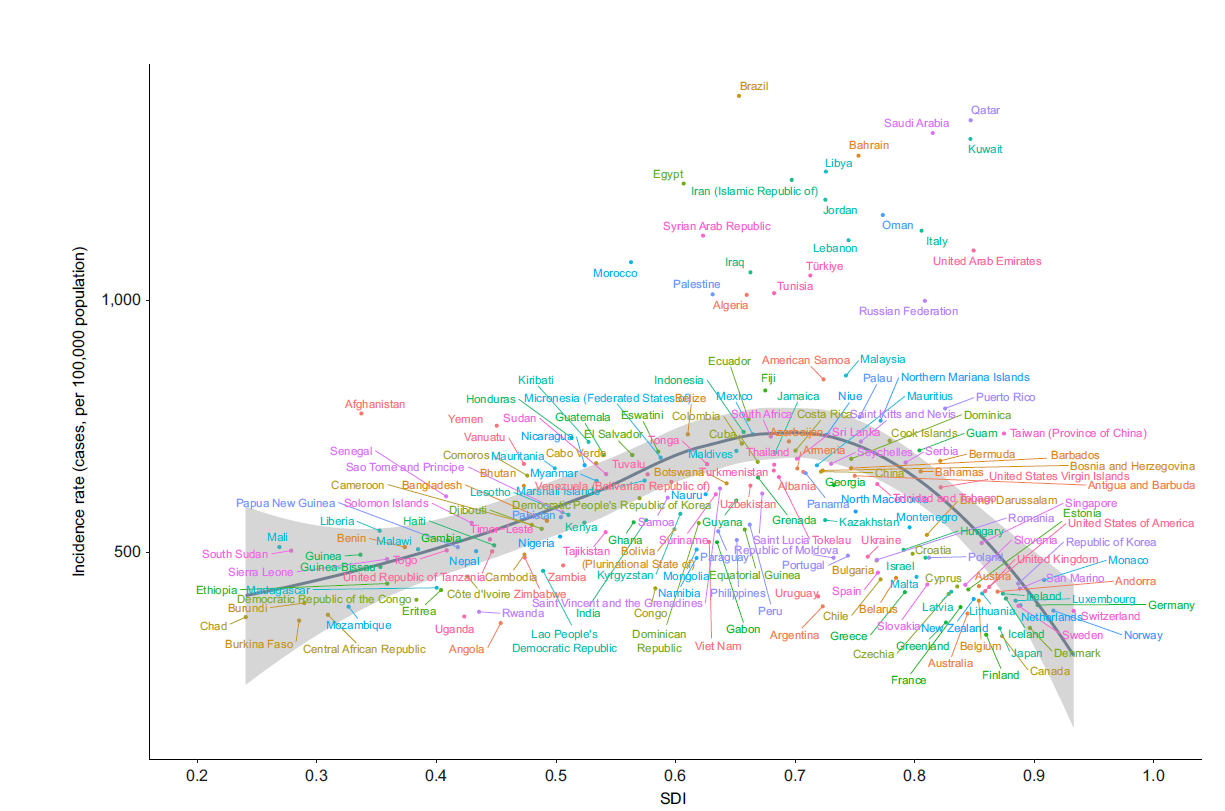 Brazil
Qatar
Saudi Arabia
Kuwait
Bahrain
Libya
Egypt
Iran (Islamic Republic of)
Jordan
Oman
Syrian Arab Republic
Italy
Lebanon
United Arab Emirates
Iraq
Türkiye
Morocco
Palestine
Tunisia
1,000
Algeria
Russian Federation
Ecuador
American Samoa
Malaysia
Kiribati
Indonesia
Fiji
Palau
Northern Mariana Islands
Honduras
Micronesia (Federated States of)
Belize
Mexico
Jamaica
Niue
Mauritius
Puerto Rico
Afghanistan
Yemen
Sudan
Guatemala
Eswatini
Colombia
South Africa
Costa Rica
Saint Kitts and Nevis
Dominica
Vanuatu
Nicaragua
El Salvador
Tonga
Cuba
Azerbaijan
Sri Lanka
Cook Islands
Guam
Taiwan (Province of China)
Senegal
Comoros
Mauritania
Cabo Verde
Maldives
Thailand
Armenia
Seychelles
Serbia
Bermuda
Barbados
Sao Tome and Principe
Bhutan
Myanmar
Tuvalu
Botswana
Turkmenistan
China
Bahamas
Bosnia and Herzegovina
United States Virgin Islands
Cameroon
Bangladesh
Lesotho
Marshall Islands
Venezuela (Bolivarian Republic of)
Nauru
Albania
Georgia
Antigua and Barbuda
Papua New Guinea
Solomon Islands
Djibouti
Democratic People's Republic of Korea
Uzbekistan
Panama
North Macedonia
Trinidad and Tobago
Brunei Darussalam
Singapore
Estonia
Liberia
Haiti
Timor-Leste
Pakistan
Kenya
Samoa
Guyana
Grenada
Kazakhstan
Montenegro
Romania
United States of America
Mali
Benin
Malawi
Gambia
Nigeria
Ghana
Suriname
Saint Lucia
Tokelau
Ukraine
Hungary
Slovenia
Republic of Korea
500
South Sudan
Guinea
Togo
Nepal
Tajikistan
Bolivia
(Plurinational State of)
Paraguay
Republic of Moldova
Portugal
Croatia
Poland
United Kingdom
Monaco
Sierra Leone
Guinea-Bissau
United Republic of Tanzania
Cambodia
Zambia
Kyrgyzstan
Mongolia
Equatorial Guinea
Bulgaria
Israel
Cyprus
Austria
San Marino
Andorra
Ethiopia
Madagascar
Côte d'Ivoire
Zimbabwe
Namibia
Philippines
Uruguay
Spain
Malta
Ireland
Luxembourg
Germany
Democratic Republic of the Congo
Saint Vincent and the Grenadines
Burundi
Eritrea
Rwanda
India
Congo
Peru
Chile
Belarus
Latvia
Lithuania
Netherlands
Switzerland
Chad
Mozambique
Uganda
Lao People's
Democratic Republic
Dominican
Republic
Gabon
Argentina
Greece
Slovakia
New Zealand
Iceland
Sweden
Norway
Burkina Faso
Central African Republic
Angola
Viet Nam
Czechia
Greenland
Belgium
Japan
Denmark
Australia
France
Finland
Canada
Incidence rate (cases, per 100,000 population)
0.2 0.3 0.4 0.5 0.6 0.7 0.8 0.9 1.0
SDI